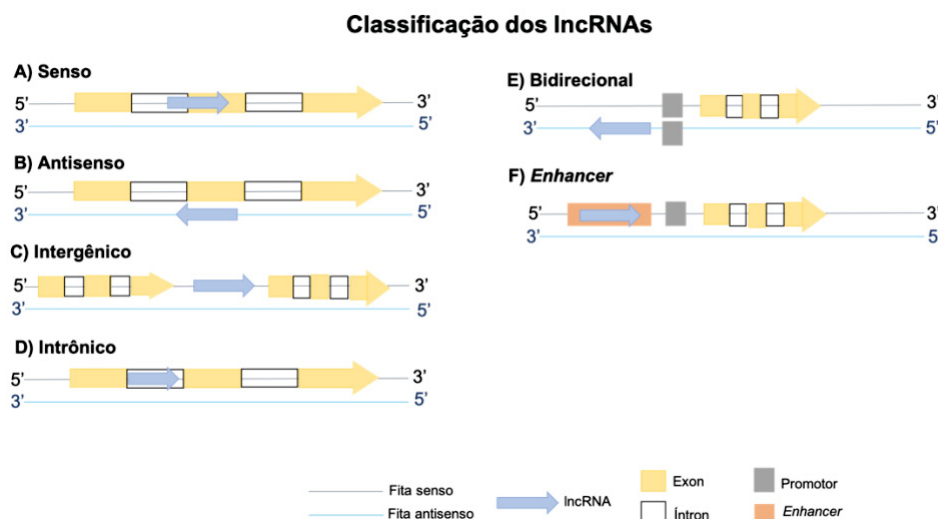 Classificação dos lncRNAs
A) Senso
5’ 3’
3’ 5’
B) Antisenso
5’ 3’
3’ 5’
C) Intergênico
5’ 3’
3’ 5’
D) Intrônico
5’ 3’
3’ 5’
E) Bidirecional
5’ 3’
3’ 5’
F) Enhancer
5’ 3’
3’ 5’
Fita senso
Fita antisenso
lncRNA
Exon
Íntron
Promotor
Enhancer